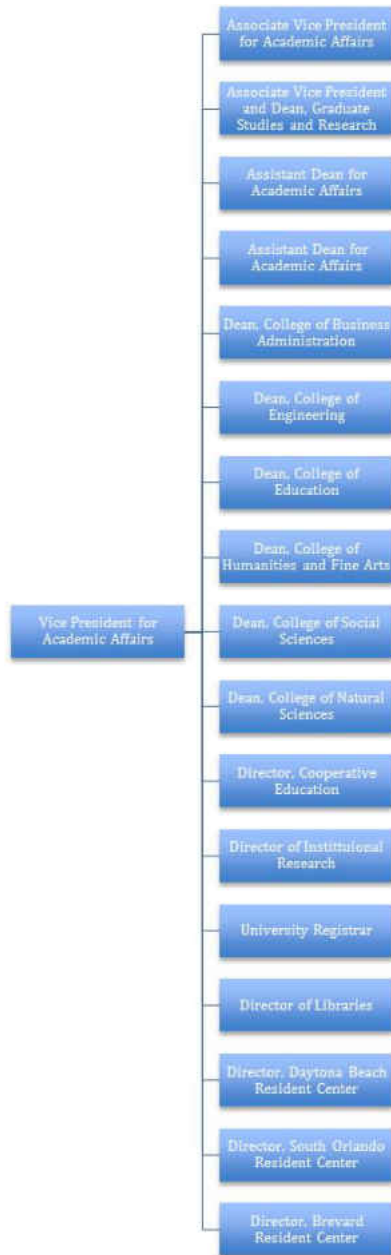 Associate Vice President
for Academic Affairs
Associate Vice President
and Dean, Graduate
Studies and Research
Assistant Dean for
Academic Affairs
Assistant Dean for
Academic Affairs
Dean, College of Business
Administration
Dean, College of
Engineering
Dean, College of
Education
Dean, College of
Humanities and Fine Arts
Vice President for
Academic Affairs
Dean, College of Social
Sciences
Dean, College of Natural
Sciences
Director, Cooperative
Education
Director of Instituional
Research
University Registrar
Director of Libraries
Director, Daytona Beach
Resident Center
Director, South Orlando
Resident Center
Director, Brevard
Resident Center